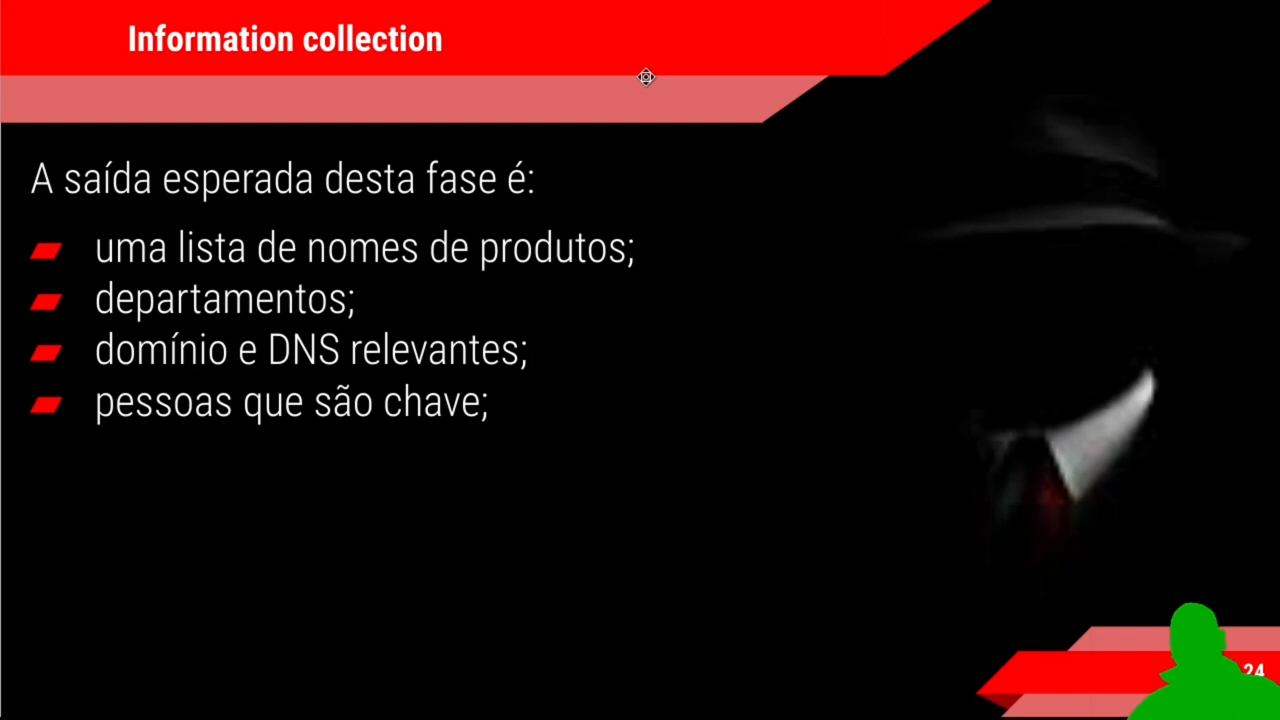 Information collection
A saída esperada desta fase é:
uma lista de nomes de produtos;
departamentos;
domínio e DNS relevantes;
pessoas que são chave;
24